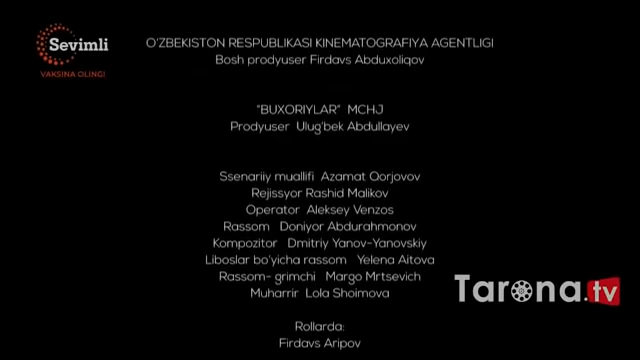 Sevimli
VAKSINA OLING!
O'ZBEKISTON RESPUBLIKASI KINEMATOGRAFIYA AGENTLIGI
Bosh prodyuser Firdavs Abduxoliqov
"BUXORIYLAR" MCHJ
Prodyuser Ulug'bek Abdullayev
Ssenariiy muallifi Azamat Qorjovov
Rejissyor Rashid Malikov
Operator Aleksey Venzos
Rassom Doniyor Abdurahmonov
Kompozitor Dmitriy Yanov-Yanovskiy
Liboslar bo'yicha rassom Yelena Aitova
Rassom- grimchi Margo Mrtsevich
Muharrir Lola Shoimova
Tarona.tv
Rollarda:
Firdavs Aripov